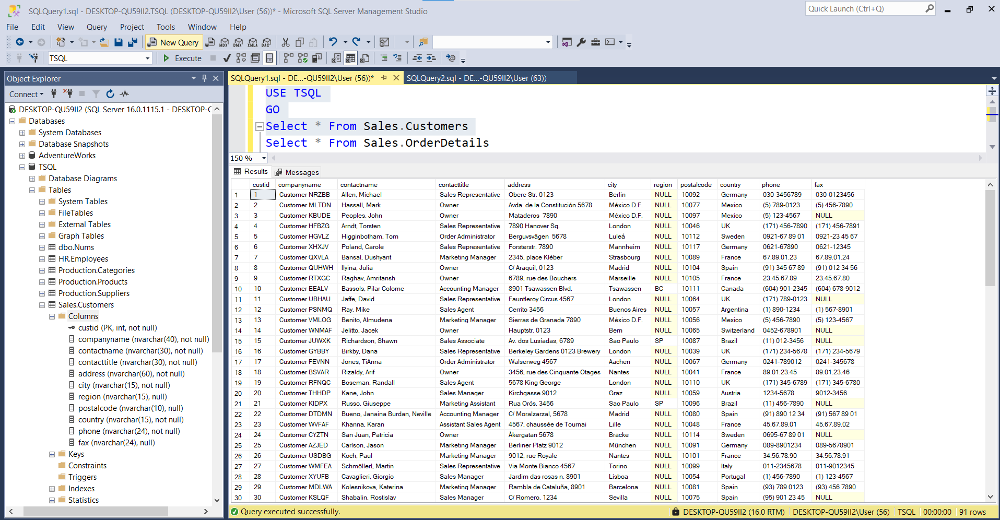 SQLQuery1.sql - DESKTOP-QU59II2.TSQL (DESKTOP-QU59II2\User (56))* - Microsoft SQL Server Management Studio
Quick Launch (Ctrl+Q)
File Edit View Query Project Tools Window Help
New Query MDX DMX XMLA DAX
TSQL Execute
Object Explorer
Connect
DESKTOP-QU59II2 (SQL Server 16.0.1115.1 - DESKTOP-C
Databases
System Databases
Database Snapshots
AdventureWorks
TSQL
Database Diagrams
Tables
System Tables
FileTables
External Tables
Graph Tables
dbo.Nums
HR.Employees
Production.Categories
Production.Products
Production.Suppliers
Sales.Customers
Columns
custid (PK, int, not null)
companyname (nvarchar(40), not null)
contactname (nvarchar(30), not null)
contacttitle (nvarchar(30), not null)
address (nvarchar(60), not null)
city (nvarchar(15), not null)
region (nvarchar(15), null)
postalcode (nvarchar(10), null)
country (nvarchar(15), not null)
phone (nvarchar(24), not null)
fax (nvarchar(24), null)
Keys
Constraints
Triggers
Indexes
Statistics
SQLQuery1.sql - DE...-QU59II2\User (56))* SQLQuery2.sql - DE...-QU59II2\User (63))
USE TSQL
GO
Select * From Sales.Customers
Select * From Sales.OrderDetails
150 %
Results Messages
custid companyname contactname contacttitle address city region postalcode country phone fax
1 1 Customer NRZBB Allen, Michael Sales Representative Obere Str. 0123 Berlin NULL 10092 Germany 030-3456789 030-0123456
2 2 Customer MLTDN Hassall, Mark Owner Avda. de la Constitución 5678 México D.F. NULL 10077 Mexico (5) 789-0123 (5) 456-7890
3 3 Customer KBUDE Peoples, John Owner Mataderos  7890 México D.F. NULL 10097 Mexico (5) 123-4567 NULL
4 4 Customer HFBZG Arndt, Torsten Sales Representative 7890 Hanover Sq. London NULL 10046 UK (171) 456-7890 (171) 456-7891
5 5 Customer HGVLZ Higginbotham, Tom Order Administrator Berguvsvägen  5678 Luleå NULL 10112 Sweden 0921-67 89 01 0921-23 45 67
6 6 Customer XHXJV Poland, Carole Sales Representative Forsterstr. 7890 Mannheim NULL 10117 Germany 0621-67890 0621-12345
7 7 Customer QXVLA Bansal, Dushyant Marketing Manager 2345, place Kléber Strasbourg NULL 10089 France 67.89.01.23 67.89.01.24
8 8 Customer QUHWH Ilyina, Julia Owner C/ Araquil, 0123 Madrid NULL 10104 Spain (91) 345 67 89 (91) 012 34 56
9 9 Customer RTXGC Raghav, Amritansh Owner 6789, rue des Bouchers Marseille NULL 10105 France 23.45.67.89 23.45.67.80
10 10 Customer EEALV Bassols, Pilar Colome Accounting Manager 8901 Tsawassen Blvd. Tsawassen BC 10111 Canada (604) 901-2345 (604) 678-9012
11 11 Customer UBHAU Jaffe, David Sales Representative Fauntleroy Circus 4567 London NULL 10064 UK (171) 789-0123 NULL
12 12 Customer PSNMQ Ray, Mike Sales Agent Cerrito 3456 Buenos Aires NULL 10057 Argentina (1) 890-1234 (1) 567-8901
13 13 Customer VMLOG Benito, Almudena Marketing Manager Sierras de Granada 7890 México D.F. NULL 10056 Mexico (5) 456-7890 (5) 123-4567
14 14 Customer WNMAF Jelitto, Jacek Owner Hauptstr. 0123 Bern NULL 10065 Switzerland 0452-678901 NULL
15 15 Customer JUWXK Richardson, Shawn Sales Associate Av. dos Lusíadas, 6789 Sao Paulo SP 10087 Brazil (11) 012-3456 NULL
16 16 Customer GYBBY Birkby, Dana Sales Representative Berkeley Gardens 0123 Brewery London NULL 10039 UK (171) 234-5678 (171) 234-5679
17 17 Customer FEVNN Jones, TiAnna Order Administrator Walserweg 4567 Aachen NULL 10067 Germany 0241-789012 0241-345678
18 18 Customer BSVAR Rizaldy, Arif Owner 3456, rue des Cinquante Otages Nantes NULL 10041 France 89.01.23.45 89.01.23.46
19 19 Customer RFNQC Boseman, Randall Sales Agent 5678 King George London NULL 10110 UK (171) 345-6789 (171) 345-6780
20 20 Customer THHDP Kane, John Sales Manager Kirchgasse 9012 Graz NULL 10059 Austria 1234-5678 9012-3456
21 21 Customer KIDPX Russo, Giuseppe Marketing Assistant Rua Orós, 3456 Sao Paulo SP 10096 Brazil (11) 456-7890 NULL
22 22 Customer DTDMN Bueno, Janaina Burdan, Neville Accounting Manager C/ Moralzarzal, 5678 Madrid NULL 10080 Spain (91) 890 12 34 (91) 567 89 01
23 23 Customer WVFAF Khanna, Karan Assistant Sales Agent 4567, chaussée de Tournai Lille NULL 10048 France 45.67.89.01 45.67.89.02
24 24 Customer CYZTN San Juan, Patricia Owner Åkergatan 5678 Bräcke NULL 10114 Sweden 0695-67 89 01 NULL
25 25 Customer AZJED Carlson, Jason Marketing Manager Berliner Platz 9012 München NULL 10091 Germany 089-8901234 089-5678901
26 26 Customer USDBG Koch, Paul Marketing Manager 9012, rue Royale Nantes NULL 10101 France 34.56.78.90 34.56.78.91
27 27 Customer WMFEA Schmöllerl, Martin Sales Representative Via Monte Bianco 4567 Torino NULL 10099 Italy 011-2345678 011-9012345
28 28 Customer XYUFB Cavaglieri, Giorgio Sales Manager Jardim das rosas n. 8901 Lisboa NULL 10054 Portugal (1) 456-7890 (1) 123-4567
29 29 Customer MDLWA Kolesnikova, Katerina Marketing Manager Rambla de Cataluña, 8901 Barcelona NULL 10081 Spain (93) 789 0123 (93) 456 7890
30 30 Customer KSLQF Shabalin, Rostislav Sales Manager C/ Romero, 1234 Sevilla NULL 10075 Spain (95) 901 23 45 NULL
Query executed successfully. DESKTOP-QU59II2 (16.0 RTM) DESKTOP-QU59II2\User (56) TSQL 00:00:00 91 rows